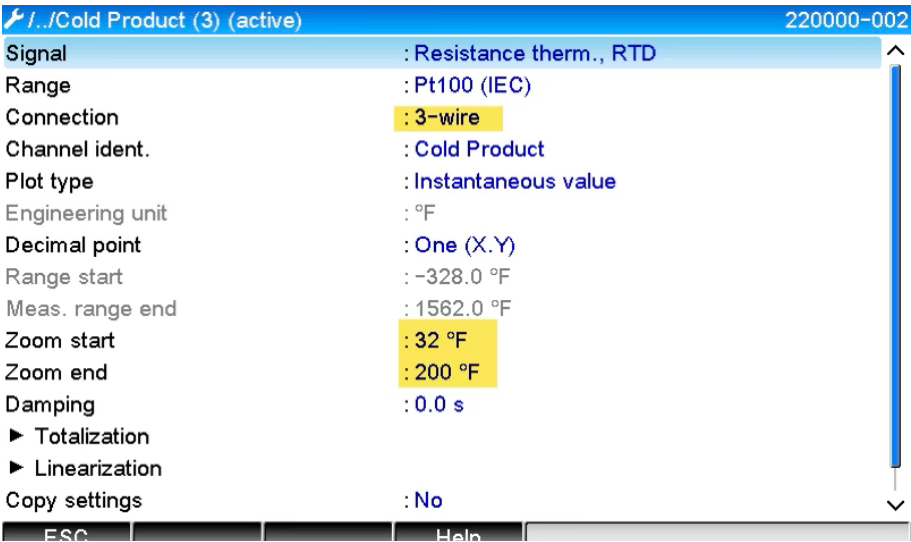 /../Cold Product (3) (active) 220000-002
Signal : Resistance therm., RTD
Range : Pt100 (IEC)
Connection : 3-wire
Channel ident. : Cold Product
Plot type : Instantaneous value
Engineering unit : °F
Decimal point : One (X.Y)
Range start : -328.0 °F
Meas. range end : 1562.0 °F
Zoom start : 32 °F
Zoom end : 200 °F
Damping : 0.0 s
► Totalization
► Linearization
Copy settings : No
ESC Help